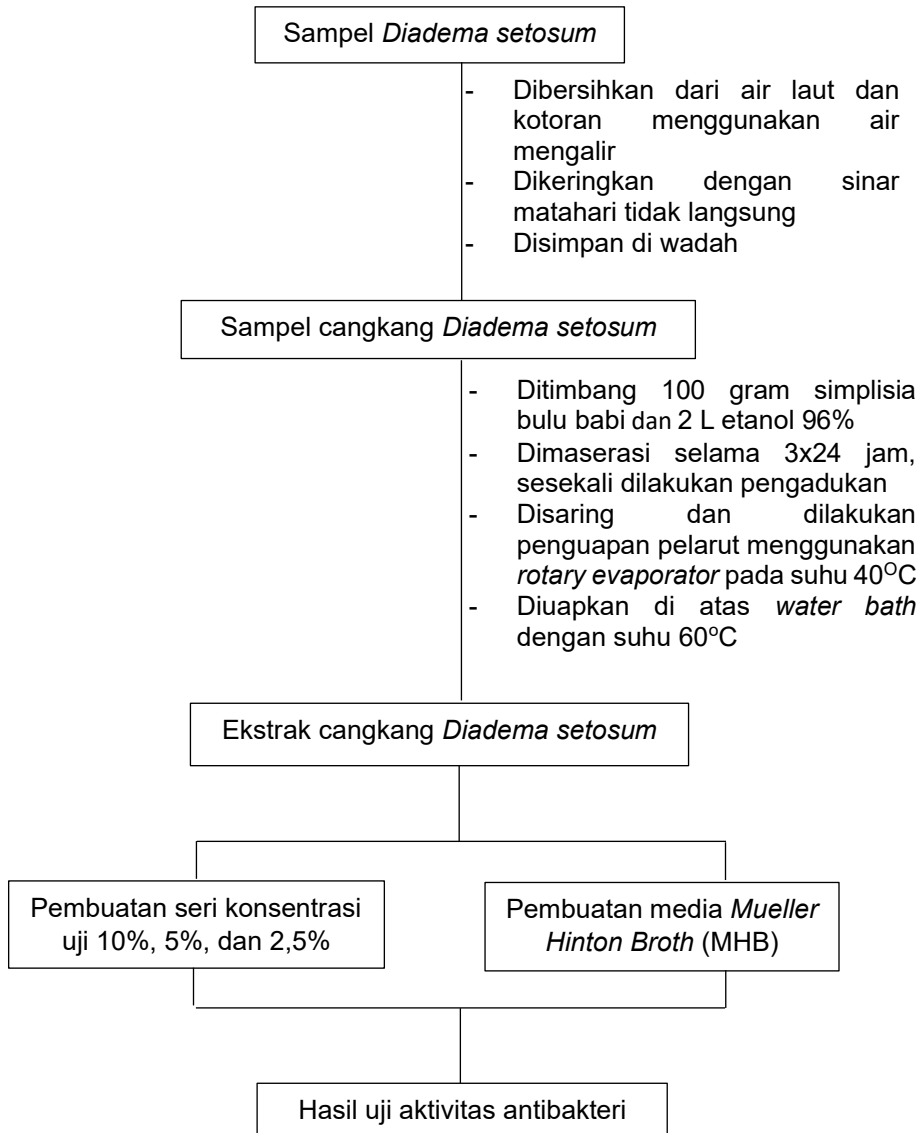 Sampel Diadema setosum
- Dibersihkan dari air laut dan
kotoran menggunakan air
mengalir
- Dikeringkan dengan sinar
matahari tidak langsung
- Disimpan di wadah
Sampel cangkang Diadema setosum
- Ditimbang 100 gram simplisia
bulu babi dan 2 L etanol 96%
- Dimaserasi selama 3x24 jam,
sesekali dilakukan pengadukan
- Disaring dan dilakukan
penguapan pelarut menggunakan
rotary evaporator pada suhu 40ᴼC
- Diuapkan di atas water bath
dengan suhu 60ᵒC
Ekstrak cangkang Diadema setosum
Pembuatan seri konsentrasi
uji 10%, 5%, dan 2,5%
Pembuatan media Mueller
Hinton Broth (MHB)
Hasil uji aktivitas antibakteri